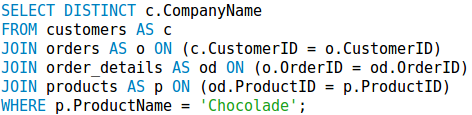 SELECT DISTINCT c.CompanyName
FROM customers AS c
JOIN orders AS o ON (c.CustomerID = o.CustomerID)
JOIN order_details AS od ON (o.OrderID = od.OrderID)
JOIN products AS p ON (od.ProductID = p.ProductID)
WHERE p.ProductName = 'Chocolade';